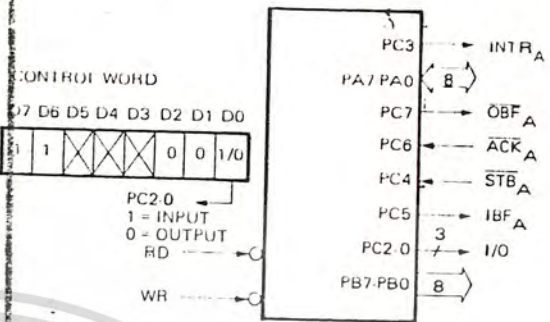 CONTROL WORD
D7 D6 D5 D4 D3 D2 D1 D0
1 1 X X X 0 0 1/0
PC2-0
1 = INPUT
0 = OUTPUT
RD
WR
PC3 INTR_A
PA7 PA0 8
PC7 OBF_A
PC6 ACK_A
PC4 STB_A
PC5 IBF_A
PC2-0 3 I/O
PB7-PB0 8